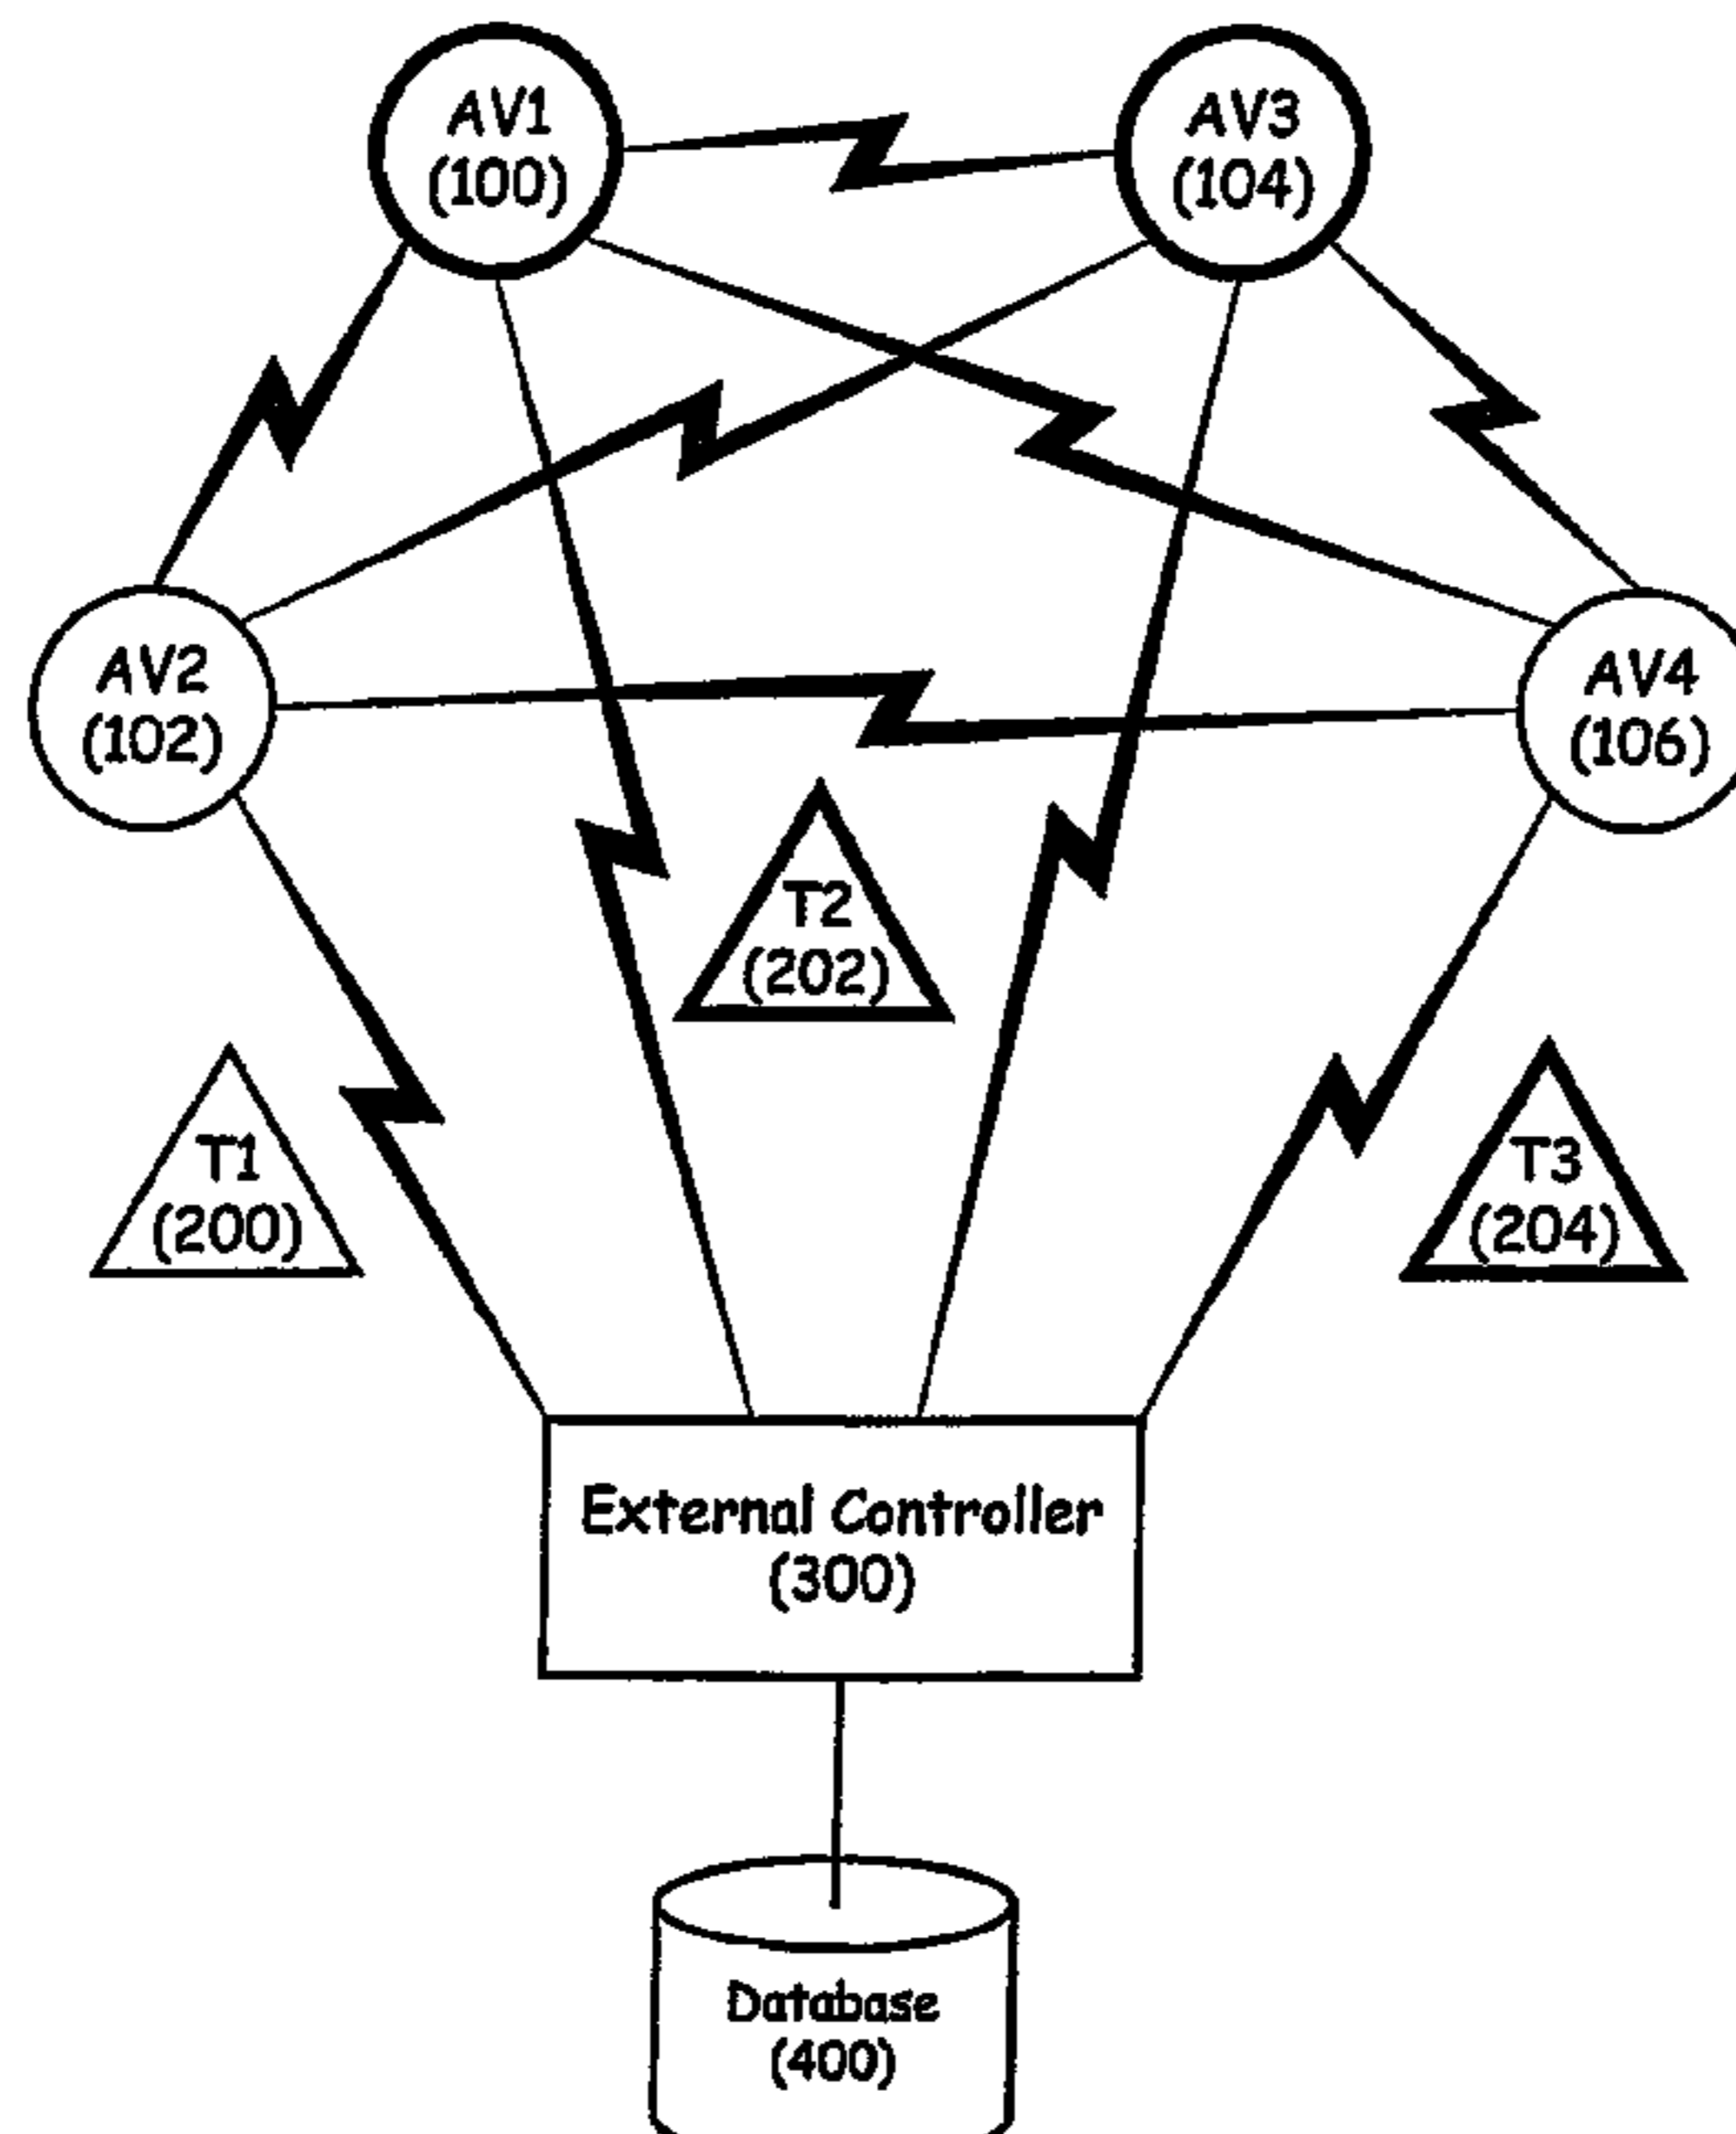 AV1
(100)
AV3
(104)
AV2
(102)
AV4
(106)
T2
(202)
T1
(200)
T3
(204)
External Controller
(300)
Database
(400)